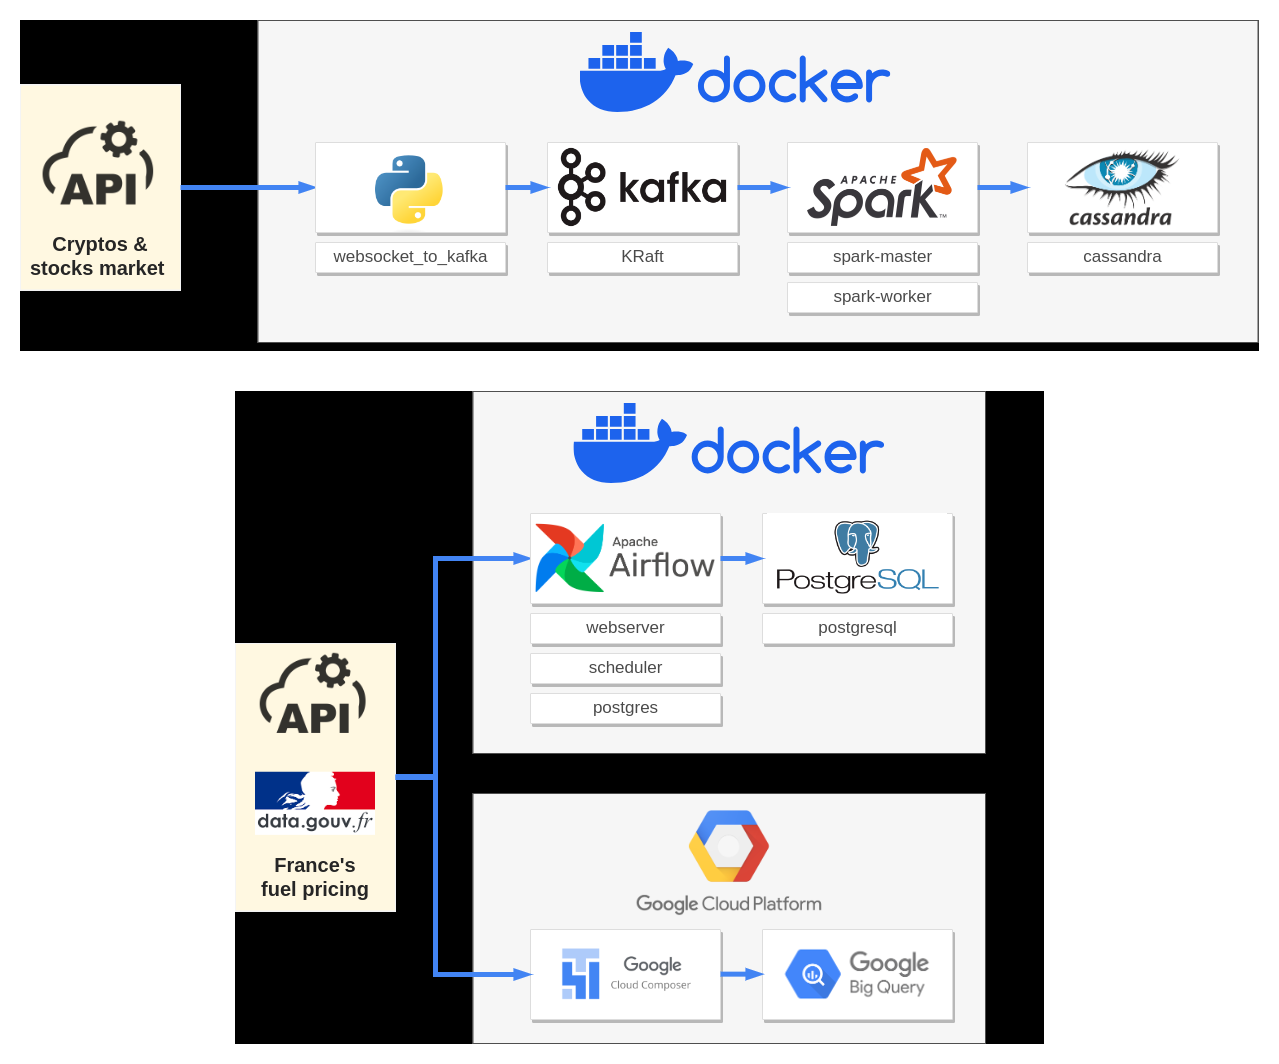 docker
API
Cryptos &
stocks market
kafka
APACHE
Spark™
cassandra
websocket_to_kafka
KRaft
spark-master
cassandra
spark-worker
docker
Apache
Airflow
PostgreSQL
webserver
postgresql
scheduler
postgres
API
data.gouv.fr
France's
fuel pricing
Google Cloud Platform
Google
Cloud Composer
Google
Big Query